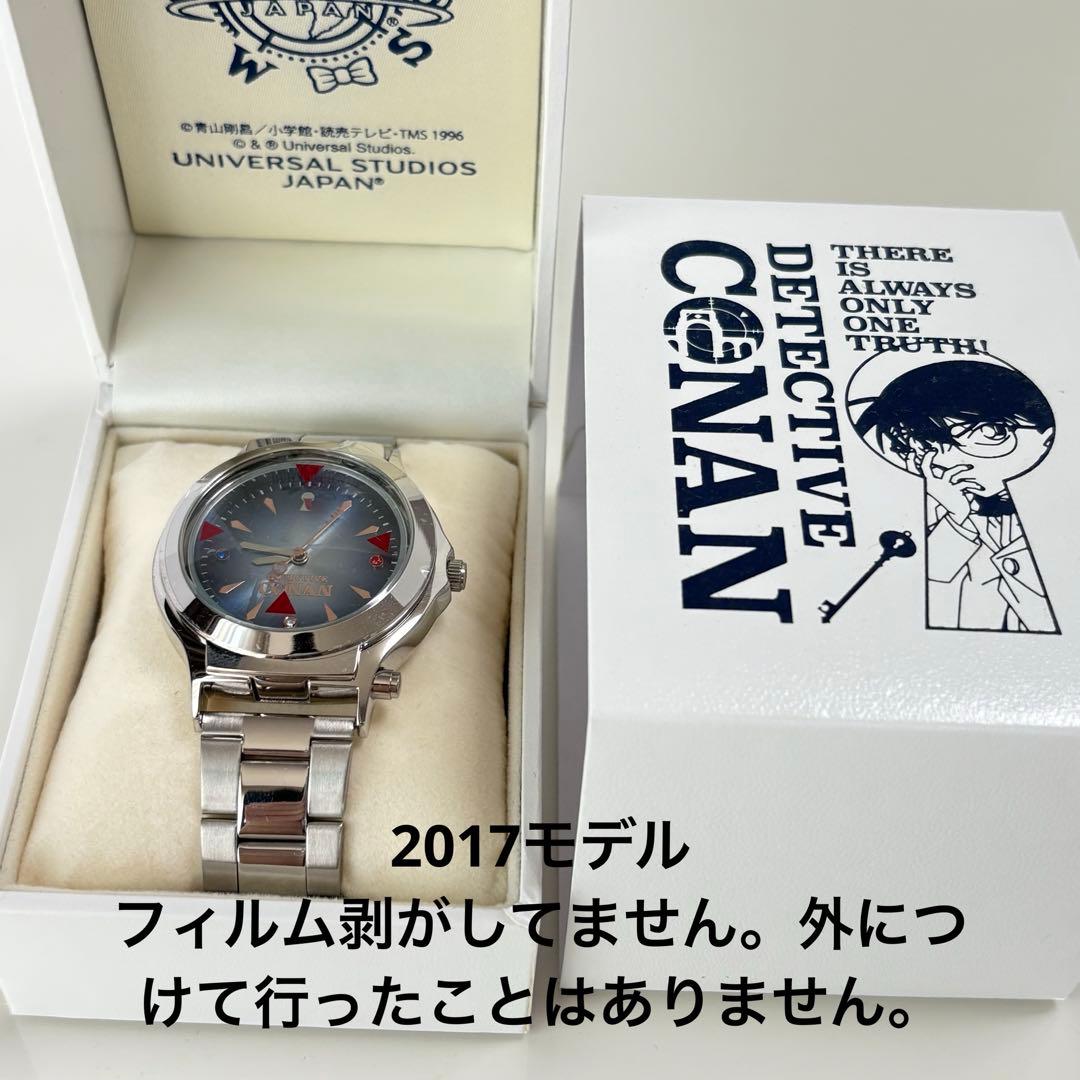 JAPAN®
W S
©青山剛昌/小学館・読売テレビ・TMS 1996
© & ® Universal Studios.
UNIVERSAL STUDIOS
JAPAN®
THERE
IS
ALWAYS
ONLY
ONE
TRUTH!
DETECTIVE
CONAN
CONAN
2017モデル
フィルム剥がしてません。外につ
けて行ったことはありません。